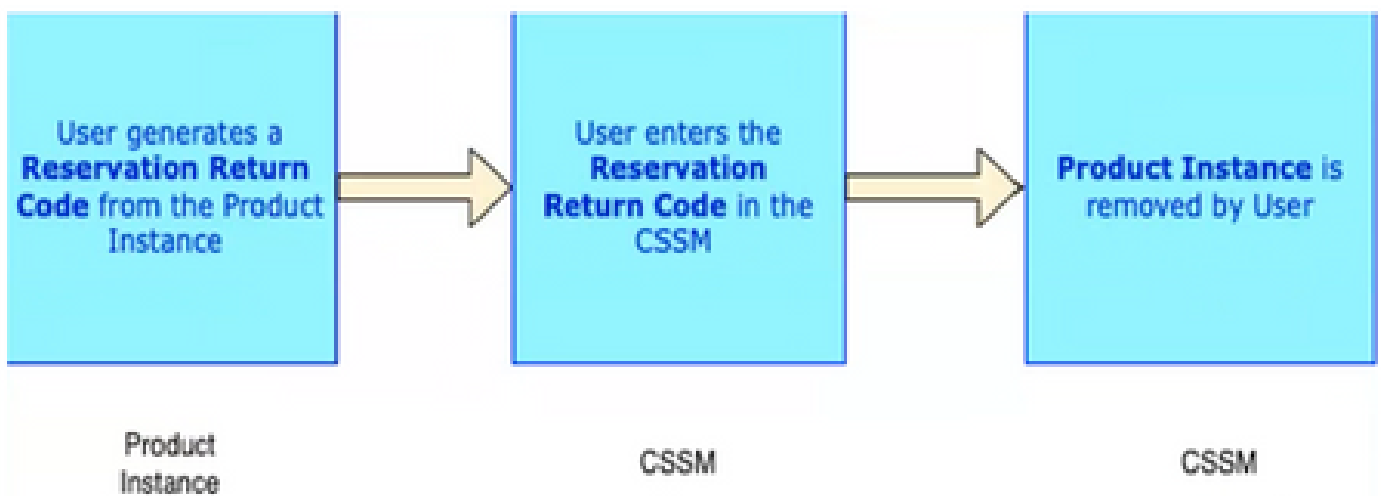 User generates a
Reservation Return
Code from the Product
Instance
User enters the
Reservation
Return Code in the
CSSM
Product Instance is
removed by User
Product
Instance
CSSM
CSSM